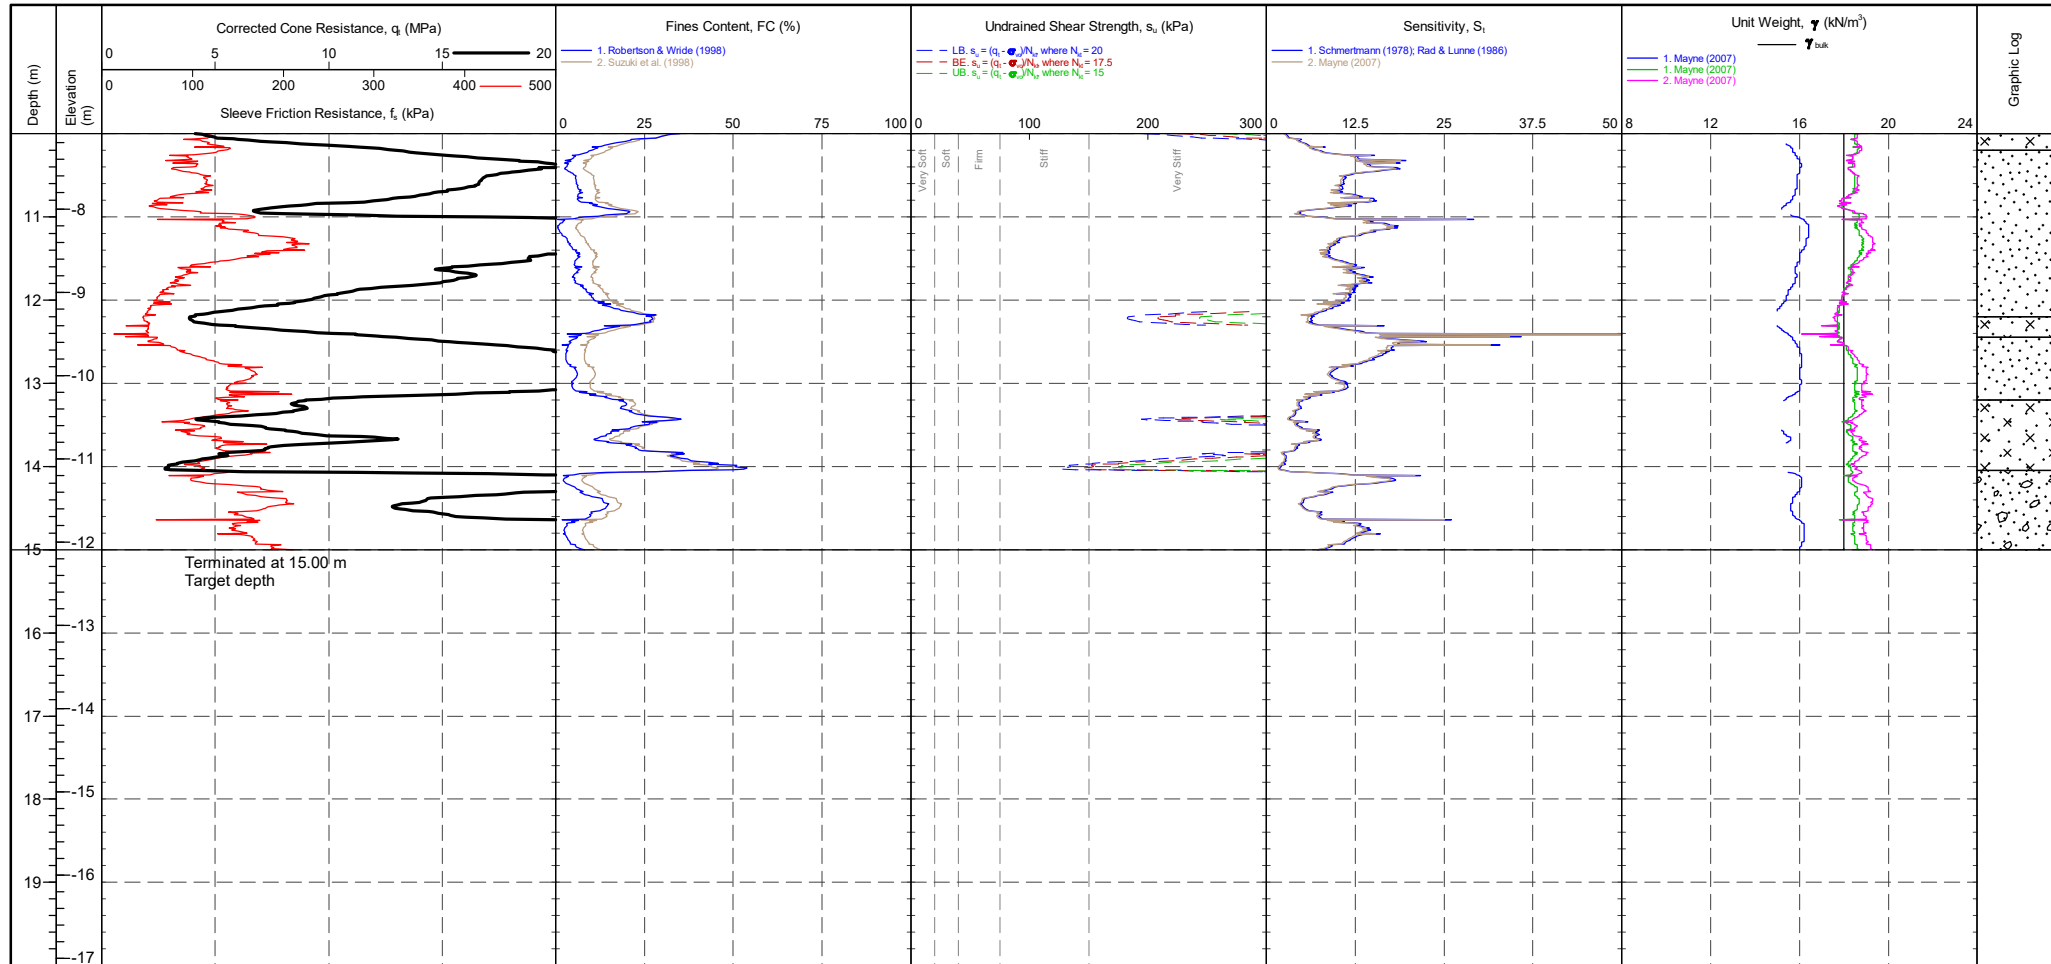 Depth (m)
Elevation (m)
Corrected Cone Resistance, qt (MPa)
0 5 10 15 20
0 100 200 300 400 500
Sleeve Friction Resistance, fs (kPa)
Fines Content, FC (%)
1. Robertson & Wride (1998)
2. Suzuki et al. (1998)
0 25 50 75 100
Undrained Shear Strength, su (kPa)
LB. su = (qt - σvo)/Nkt where Nkt = 20
BE. su = (qt - σvo)/Nkt where Nkt = 17.5
UB. su = (qt - σvo)/Nkt where Nkt = 15
0 100 200 300
Very Soft
Soft
Firm
Stiff
Very Stiff
Sensitivity, St
1. Schmertmann (1978); Rad & Lunne (1986)
2. Mayne (2007)
0 12.5 25 37.5 50
Unit Weight, γ (kN/m³)
γbulk
1. Mayne (2007)
1. Mayne (2007)
2. Mayne (2007)
8 12 16 20 24
Graphic Log
11 -8
12 -9
13 -10
14 -11
15 -12
Terminated at 15.00 m
Target depth
16 -13
17 -14
18 -15
19 -16
-17